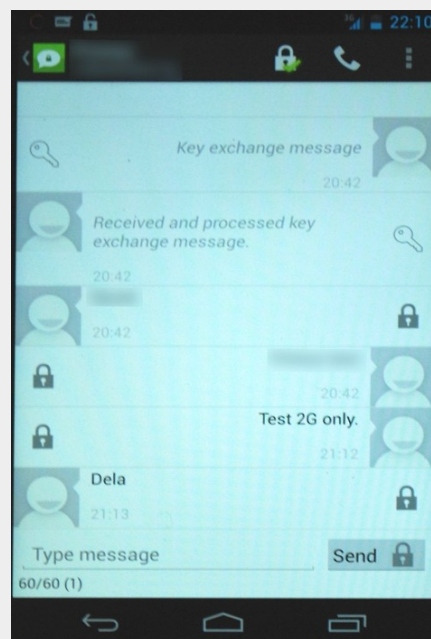 3G 22:10
Key exchange message
20:42
Received and processed key
exchange message.
20:42
20:42
20:42
Test 2G only.
21:12
Dela
21:13
Type message
Send
60/60 (1)